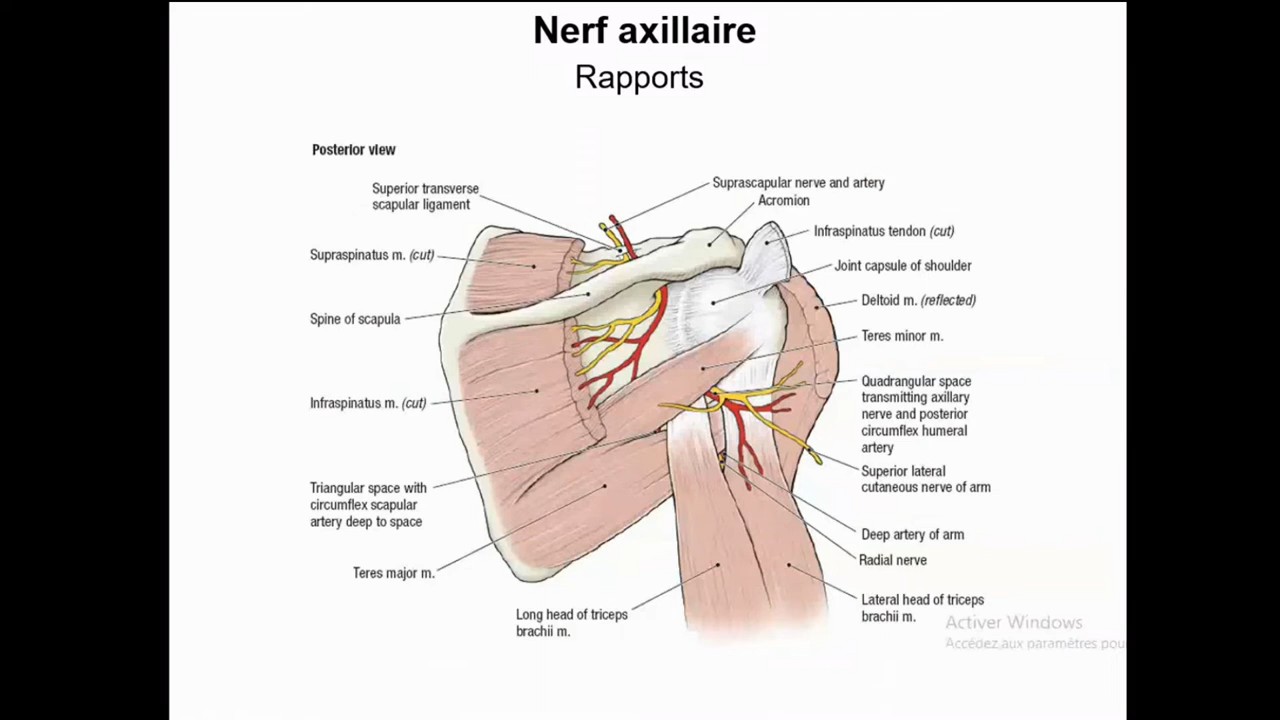 Nerf axillaire
Rapports
Posterior view
Superior transverse
scapular ligament
Supraspinatus m. (cut)
Spine of scapula
Infraspinatus m. (cut)
Triangular space with
circumflex scapular
artery deep to space
Teres major m.
Long head of triceps
brachii m.
Suprascapular nerve and artery
Acromion
Infraspinatus tendon (cut)
Joint capsule of shoulder
Deltoid m. (reflected)
Teres minor m.
Quadrangular space
transmitting axillary
nerve and posterior
circumflex humeral
artery
Superior lateral
cutaneous nerve of arm
Deep artery of arm
Radial nerve
Lateral head of triceps
brachii m.
Activer Windows
Accédez aux paramètres pou